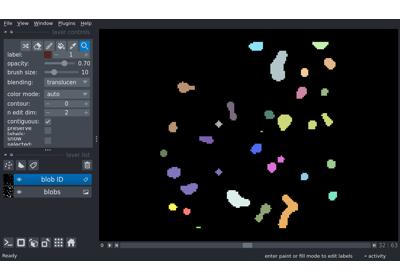 File View Window Plugins Help
layer controls
label: 1
opacity: 0.70
brush size: 10
blending: translucen
color mode: auto
contour: 0
n edit dim: 2
contiguous:
preserve
labels:
show
selected:
layer list
blob ID
blobs
Ready
enter paint or fill mode to edit labels
activity